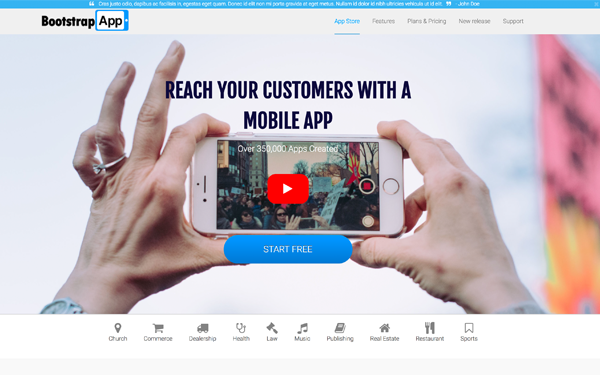 Cras justo odio, dapibus ac facilisis in, egestas eget quam. Donec id elit non mi porta gravida at eget metus. Nullam id dolor id nibh ultricies vehicula ut id elit. - John Doe
Bootstrap App
App Store Features Plans & Pricing New release Support
REACH YOUR CUSTOMERS WITH A
MOBILE APP
Over 350,000 Apps Created
START FREE
Church Commerce Dealership Health Law Music Publishing Real Estate Restaurant Sports